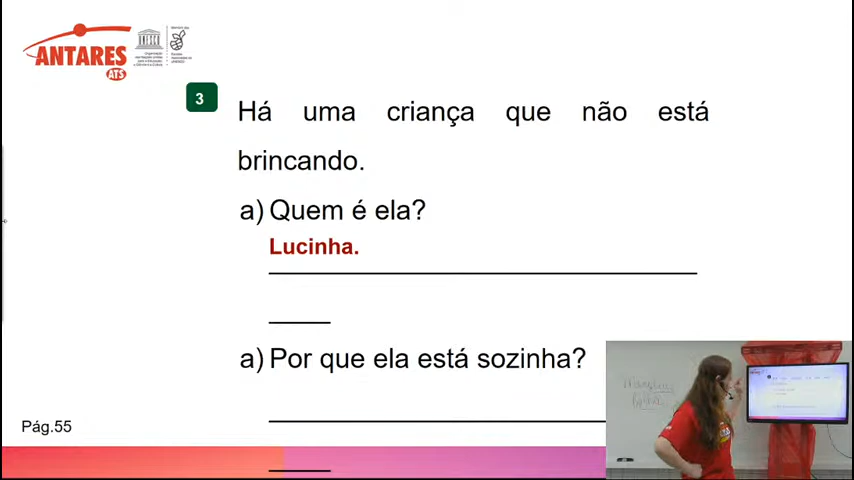 ANTARES
ATS
3
Há uma criança que não está
brincando.
a) Quem é ela?
Lucinha.
a) Por que ela está sozinha?
Pág.55